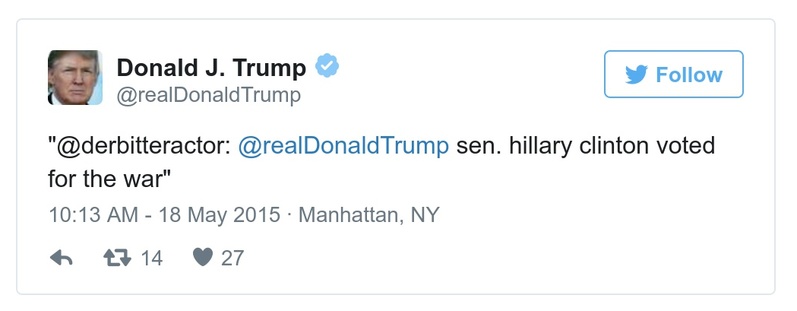 Donald J. Trump
@realDonaldTrump
Follow
"@derbitteractor: @realDonaldTrump sen. hillary clinton voted
for the war"
10:13 AM - 18 May 2015 · Manhattan, NY
14 27